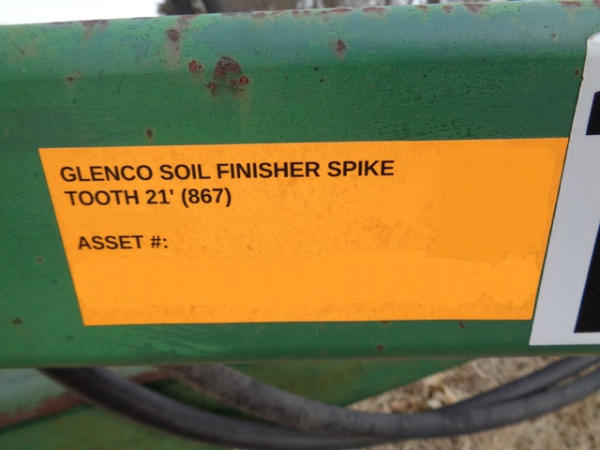 GLENCO SOIL FINISHER SPIKE
TOOTH 21' (867)
ASSET #: